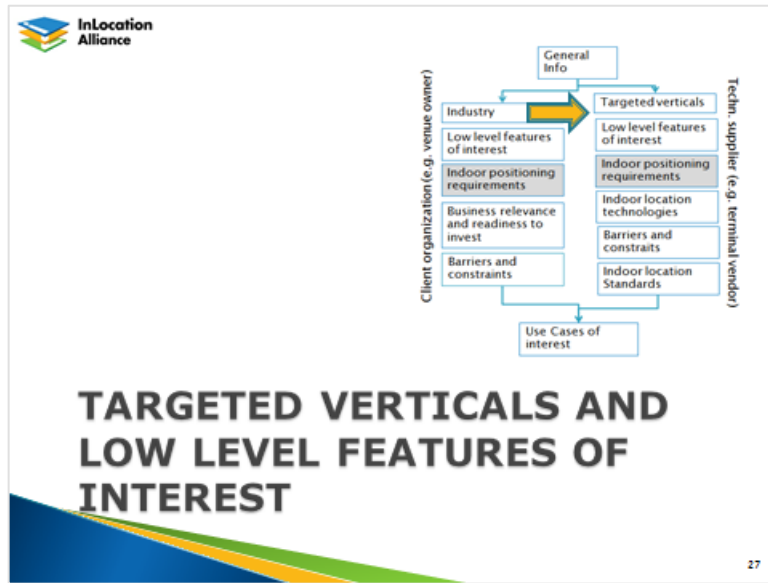 InLocation
Alliance
General
Info
Client organization (e.g. venue owner)
Industry
Low level features
of interest
Indoor positioning
requirements
Business relevance
and readiness to
invest
Barriers and
constraints
Targeted verticals
Low level features
of interest
Indoor positioning
requirements
Indoor location
technologies
Barriers and
constraits
Indoor location
Standards
Techn. supplier (e.g. terminal vendor)
Use Cases of
interest
TARGETED VERTICALS AND
LOW LEVEL FEATURES OF
INTEREST
27